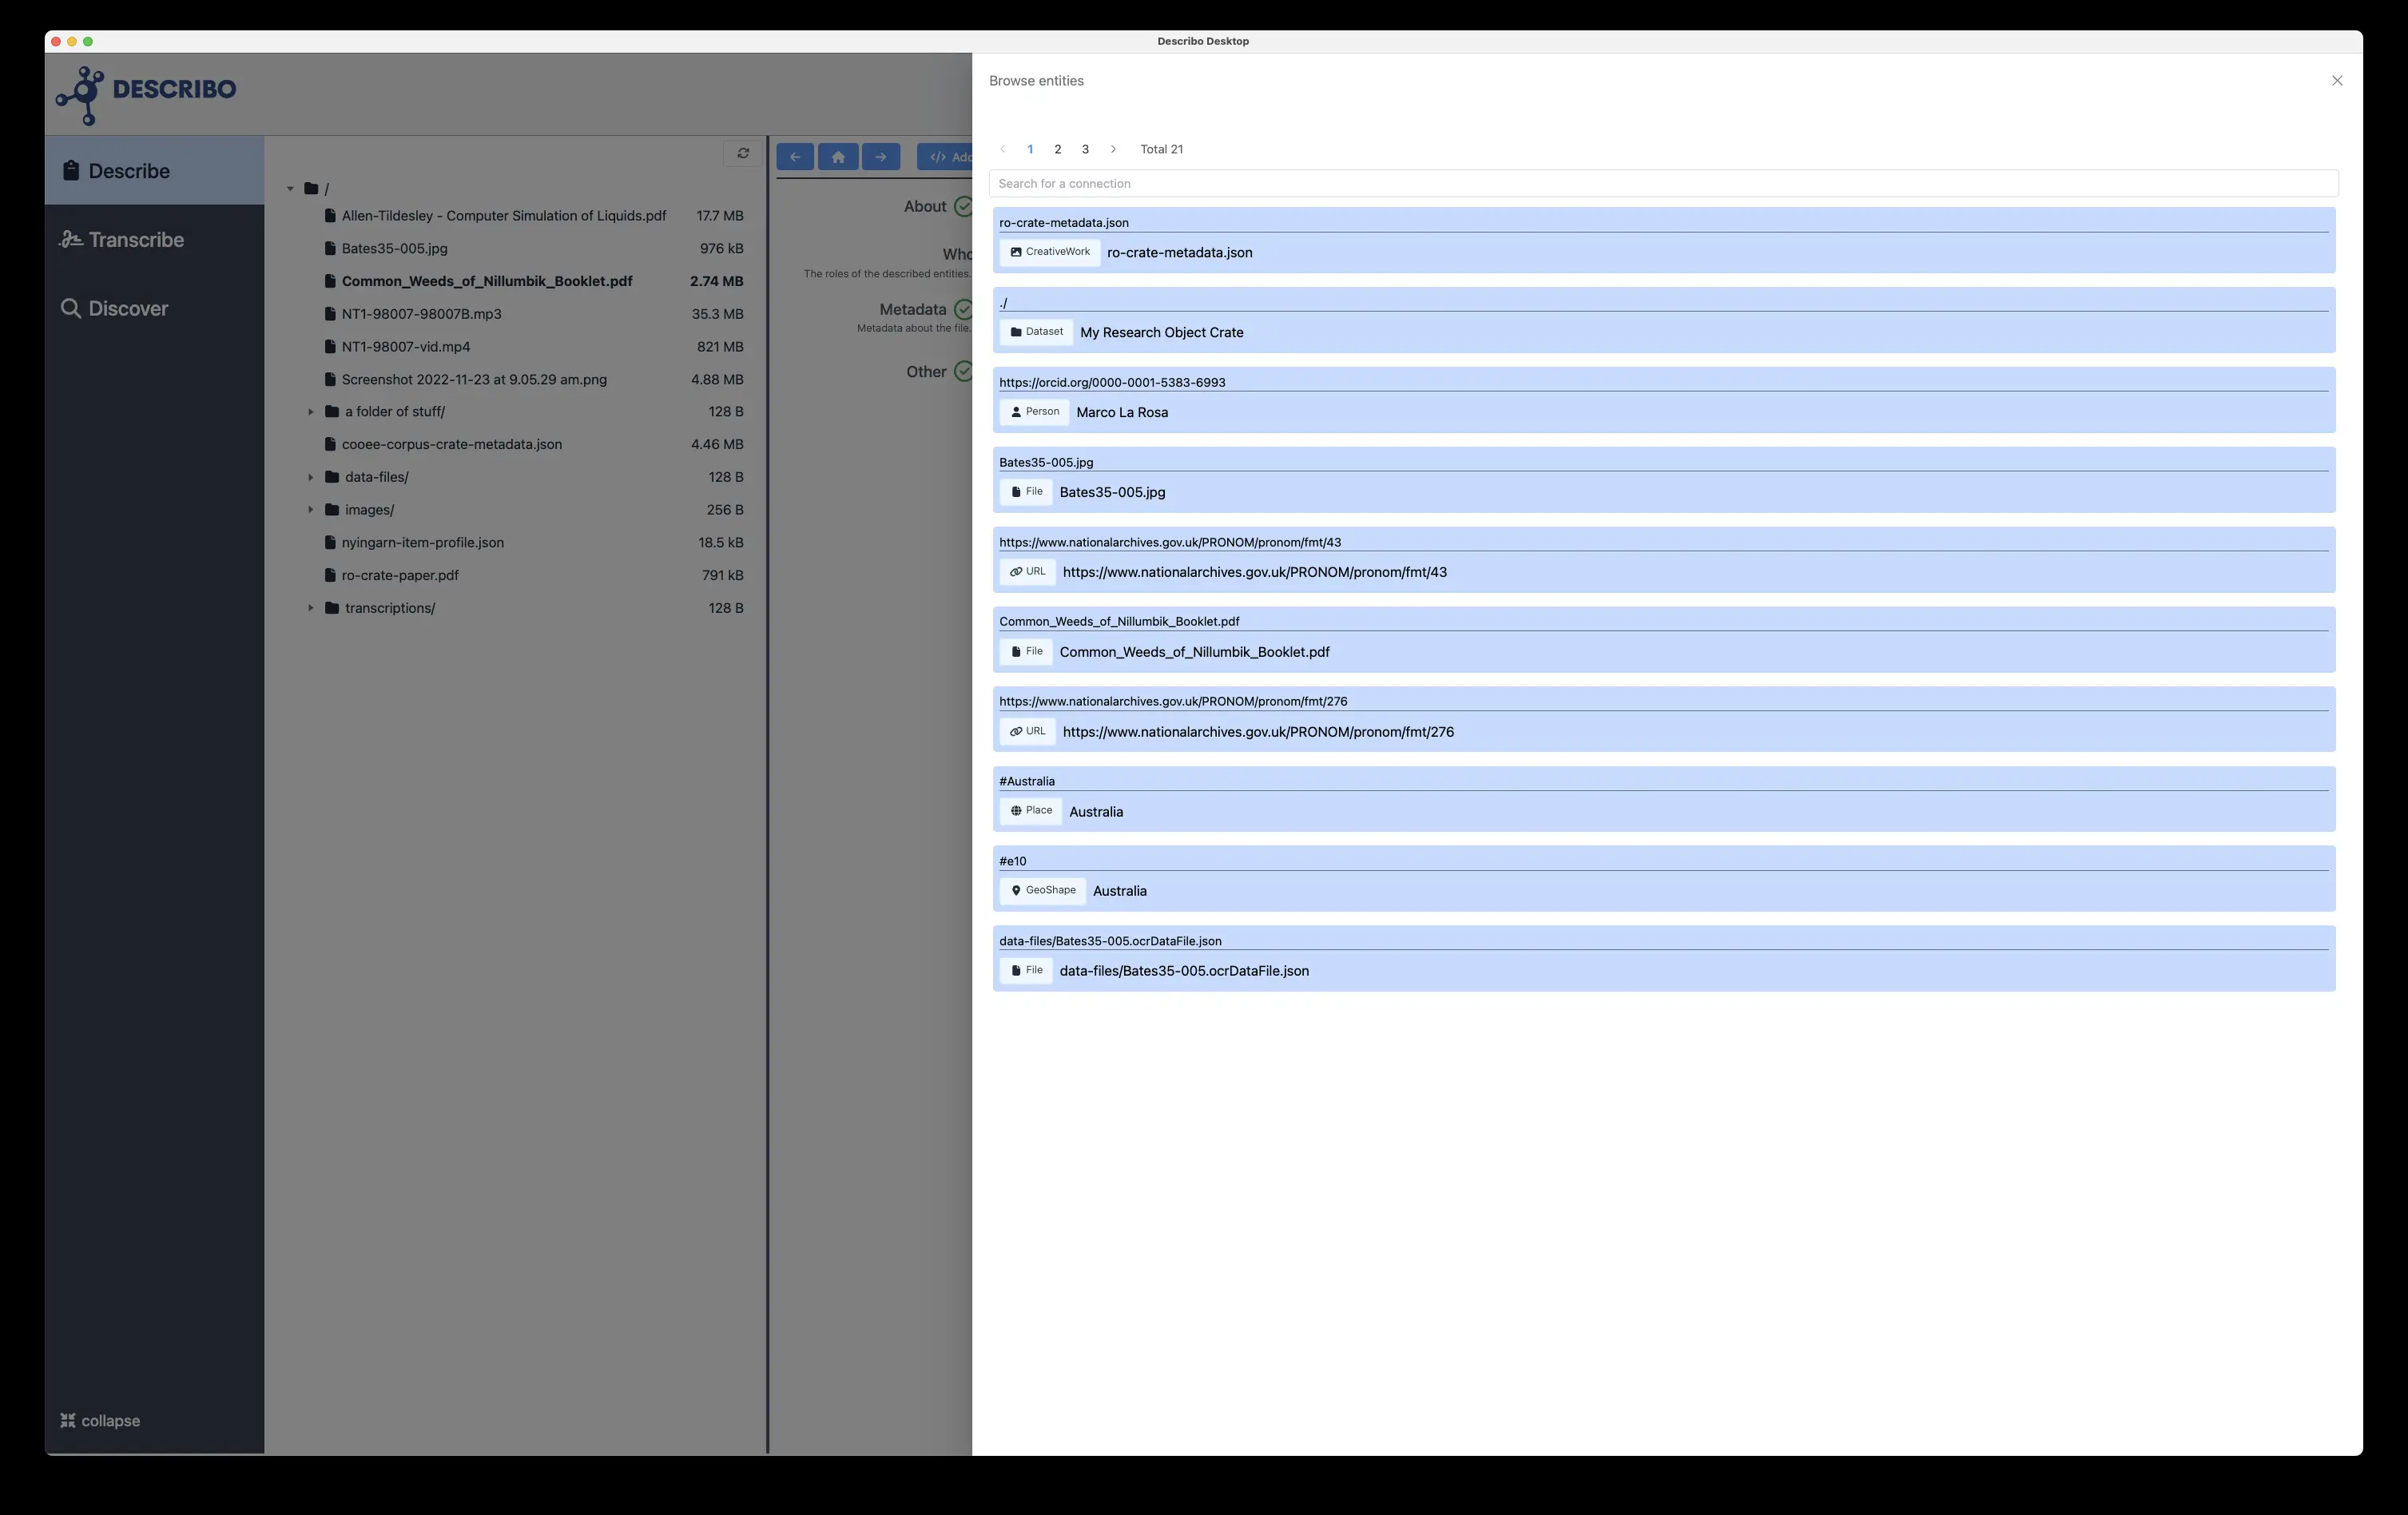 Describo Desktop
DESCRIBO
Describe
Transcribe
Discover
collapse
/
Allen-Tildesley - Computer Simulation of Liquids.pdf 17.7 MB
Bates35-005.jpg 976 kB
Common_Weeds_of_Nillumbik_Booklet.pdf 2.74 MB
NT1-98007-98007B.mp3 35.3 MB
NT1-98007-vid.mp4 821 MB
Screenshot 2022-11-23 at 9.05.29 am.png 4.88 MB
a folder of stuff/ 128 B
cooee-corpus-crate-metadata.json 4.46 MB
data-files/ 128 B
images/ 256 B
nyingarn-item-profile.json 18.5 kB
ro-crate-paper.pdf 791 kB
transcriptions/ 128 B
</> Add
About
Who
The roles of the described entities.
Metadata
Metadata about the file.
Other
Browse entities
1 2 3 Total 21
Search for a connection
ro-crate-metadata.json
CreativeWork ro-crate-metadata.json
./
Dataset My Research Object Crate
https://orcid.org/0000-0001-5383-6993
Person Marco La Rosa
Bates35-005.jpg
File Bates35-005.jpg
https://www.nationalarchives.gov.uk/PRONOM/pronom/fmt/43
URL https://www.nationalarchives.gov.uk/PRONOM/pronom/fmt/43
Common_Weeds_of_Nillumbik_Booklet.pdf
File Common_Weeds_of_Nillumbik_Booklet.pdf
https://www.nationalarchives.gov.uk/PRONOM/pronom/fmt/276
URL https://www.nationalarchives.gov.uk/PRONOM/pronom/fmt/276
#Australia
Place Australia
#e10
GeoShape Australia
data-files/Bates35-005.ocrDataFile.json
File data-files/Bates35-005.ocrDataFile.json